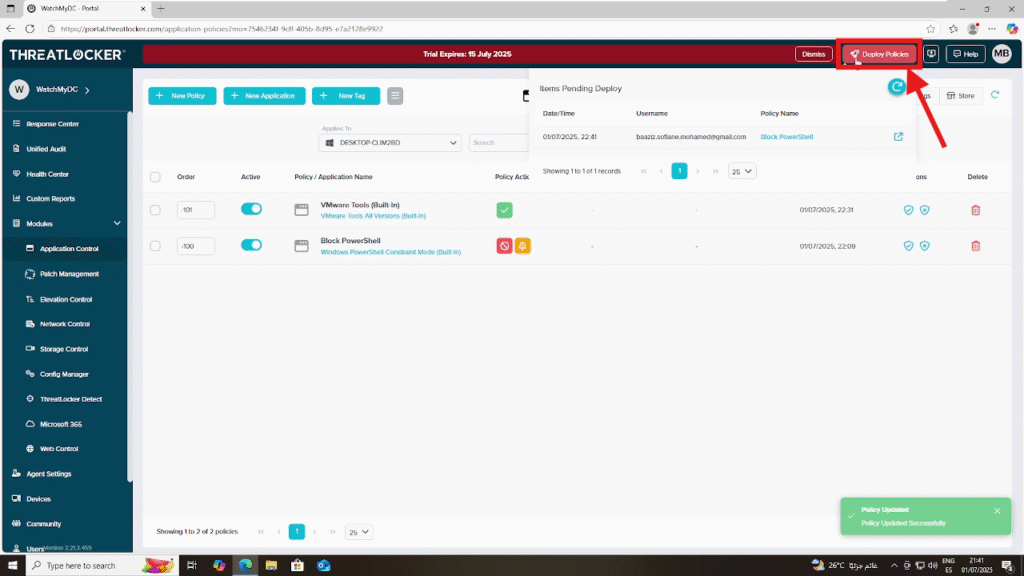 WatchMyDC - Portal
https://portal.threatlocker.com/application-policies?mo=7546234f-9cf1-405b-8d95-e7a2128e9922
THREATLOCKER
Trial Expires: 15 July 2025
Dismiss
Deploy Policies
Help
MB
W
WatchMyDC
Response Center
Unified Audit
Health Center
Custom Reports
Modules
Application Control
Patch Management
Elevation Control
Network Control
Storage Control
Config Manager
ThreatLocker Detect
Microsoft 365
Web Control
Agent Settings
Devices
Community
Users
Version 2.21.3.459
+ New Policy
+ New Application
+ New Tag
Store
Applies To
DESKTOP-CLIM2BD
Search
Items Pending Deploy
Date/Time Username Policy Name
01/07/2025, 22:41 baaziz.sofiane.mohamed@gmail.com Block PowerShell
Showing 1 to 1 of 1 records
1
25
Order Active Policy / Application Name Policy Actio ons Delete
-101 VMware Tools (Built-In) - - 01/07/2025, 22:31
VMware Tools All Versions (Built-In)
-100 Block PowerShell - - 01/07/2025, 22:09
Windows PowerShell Constraint Mode (Built-In)
Showing 1 to 2 of 2 policies
1
25
Policy Updated
Policy Updated Successfully
Type here to search
26°C غائم جزئيًا
ENG
ES
21:41
01/07/2025